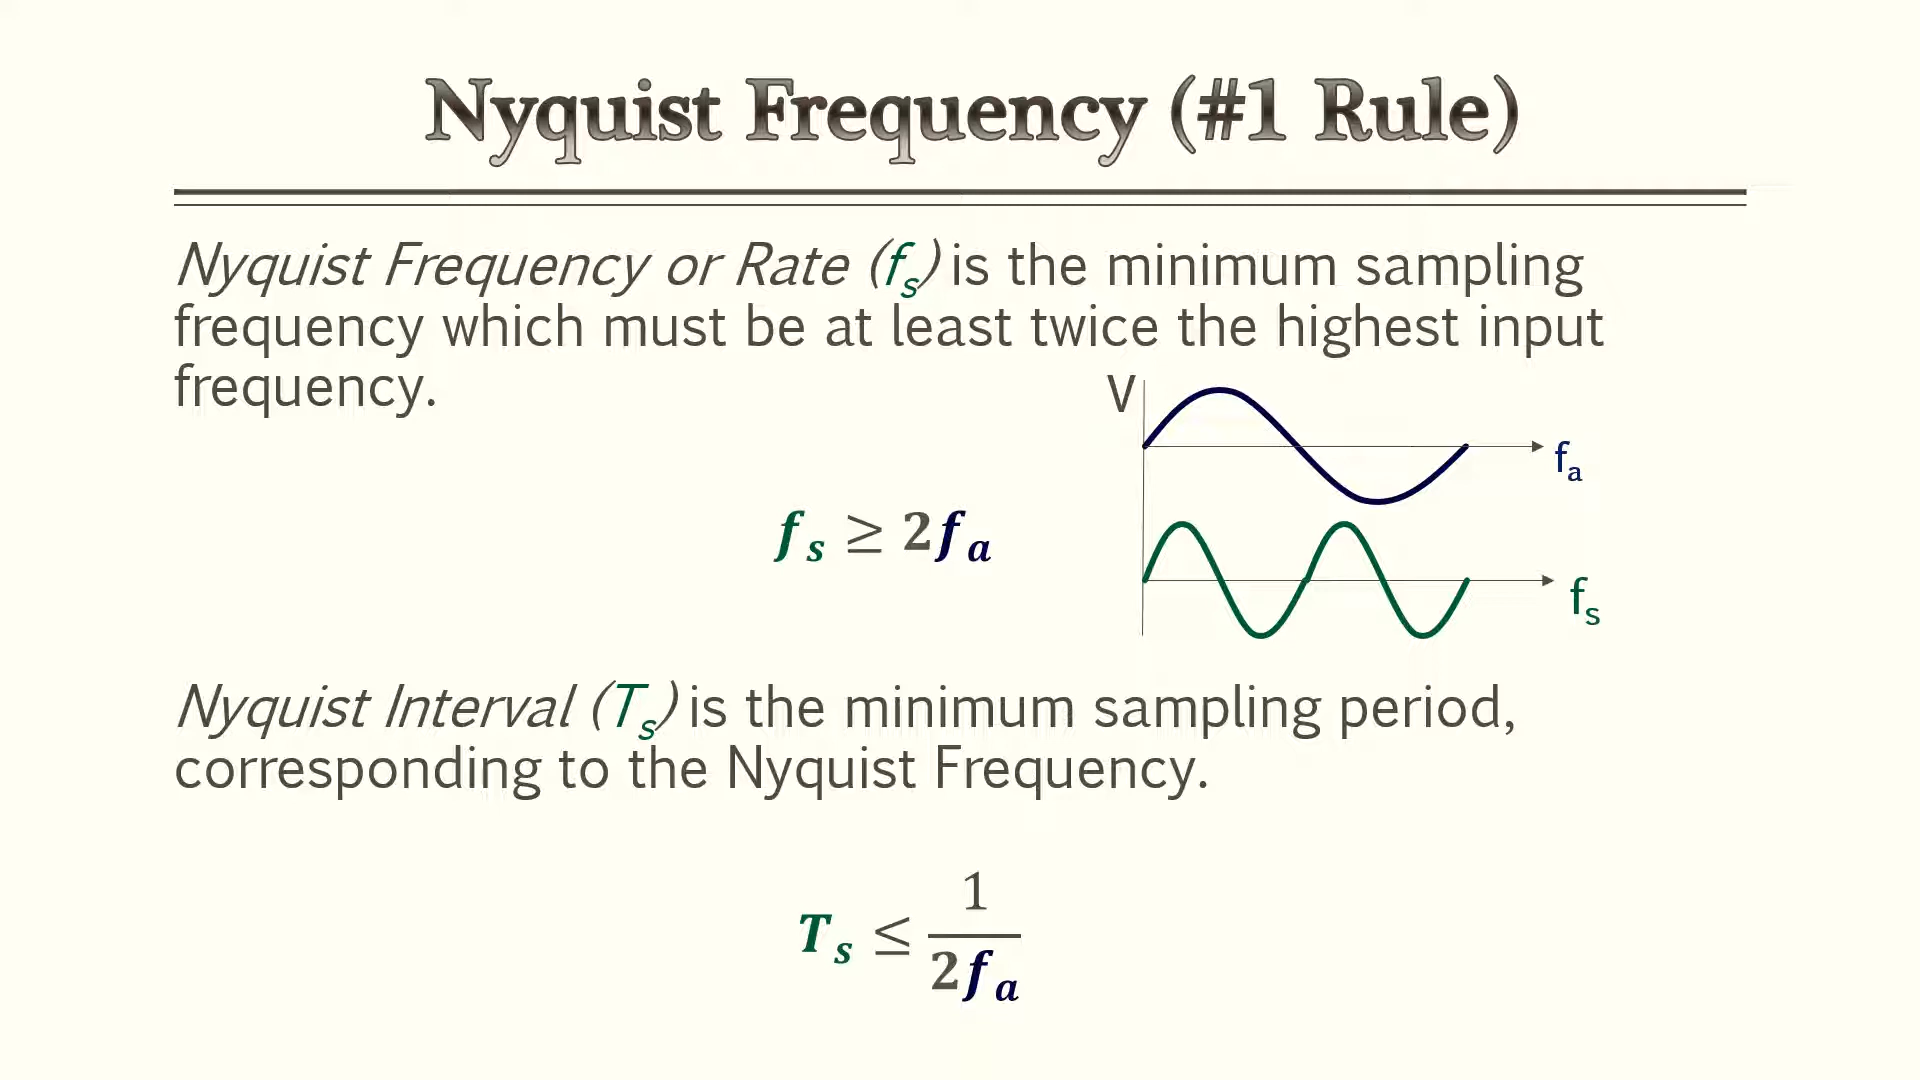 Nyquist Frequency (#1 Rule)
Nyquist Frequency or Rate (fₛ) is the minimum sampling
frequency which must be at least twice the highest input
frequency.
V
fₐ
fₛ ≥ 2fₐ
fₛ
Nyquist Interval (Tₛ) is the minimum sampling period,
corresponding to the Nyquist Frequency.
Tₛ ≤ 1/2fₐ